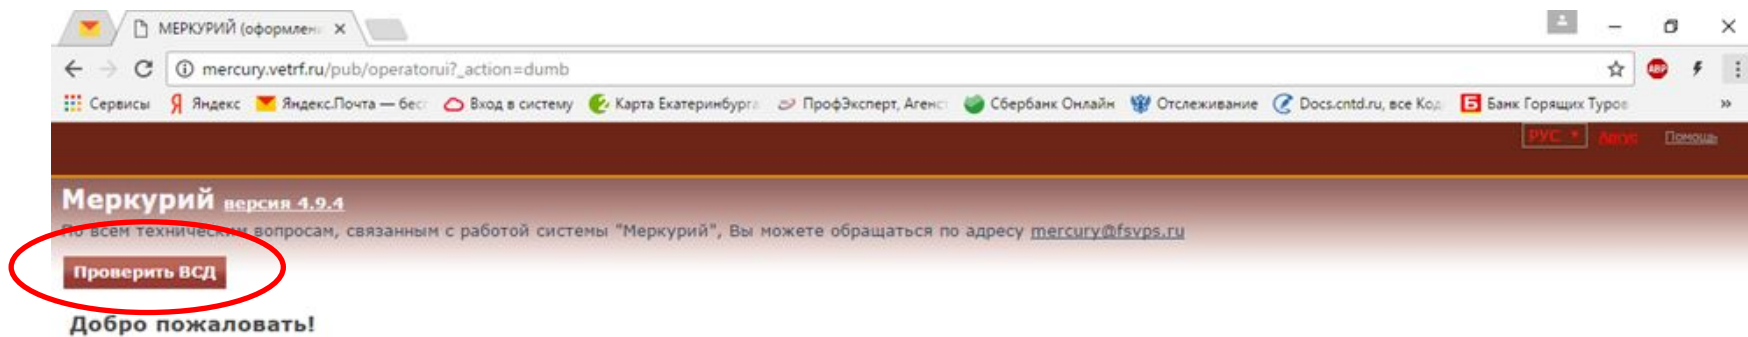 МЕРКУРИЙ (оформлен
mercury.vetrf.ru/pub/operatorui?_action=dumb
Сервисы Яндекс Яндекс.Почта — бес Вход в систему Карта Екатеринбурга ПрофЭксперт, Агенс Сбербанк Онлайн Отслеживание Docs.cntd.ru, все Код Банк Горящих Туров »
РУС Аргус Помощь
Меркурий версия 4.9.4
По всем техническим вопросам, связанным с работой системы "Меркурий", Вы можете обращаться по адресу mercury@fsvps.ru
Проверить ВСД
Добро пожаловать!